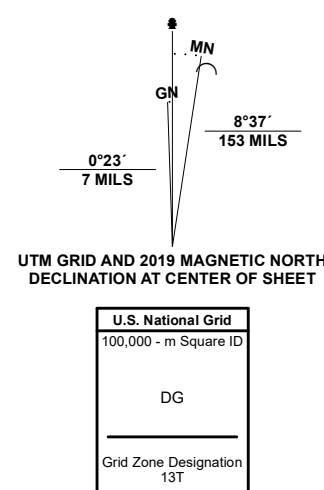 MN
GN
8°37´
153 MILS
0°23´
7 MILS
UTM GRID AND 2019 MAGNETIC NORTH
DECLINATION AT CENTER OF SHEET
U.S. National Grid
100,000 - m Square ID
DG
Grid Zone Designation
13T